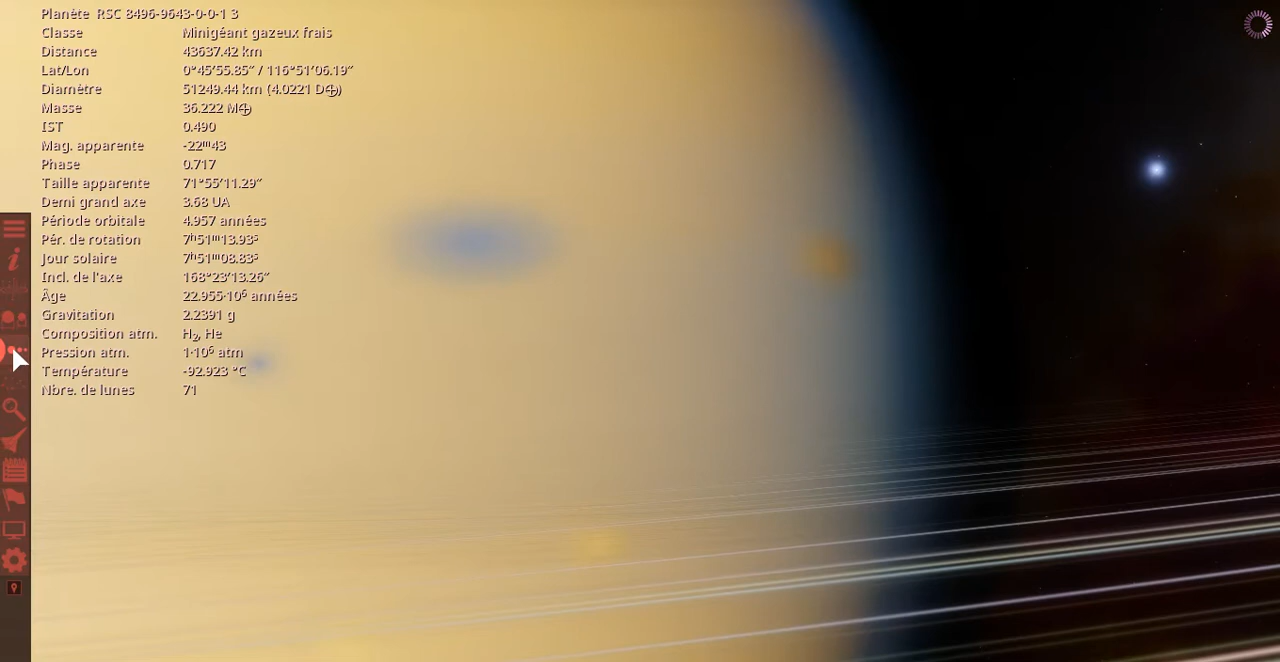 Planète RSC 8496-9643-0-0-1 3
Classe Minigéant gazeux frais
Distance 43637.42 km
Lat/Lon 0°45′55.85″ / 116°51′06.19″
Diamètre 51249.44 km (4.0221 D⊕)
Masse 36.222 M⊕
IST 0.490
Mag. apparente -22ᵐ43
Phase 0.717
Taille apparente 71°55′11.29″
Demi grand axe 3.68 UA
Période orbitale 4.957 années
Pér. de rotation 7ʰ51ᵐ13.93ˢ
Jour solaire 7ʰ51ᵐ08.83ˢ
Incl. de l'axe 168°23′13.26″
Âge 22.955·10⁶ années
Gravitation 2.2391 g
Composition atm. H₂, He
Pression atm. 1·10⁶ atm
Température -92.923 °C
Nbre. de lunes 71